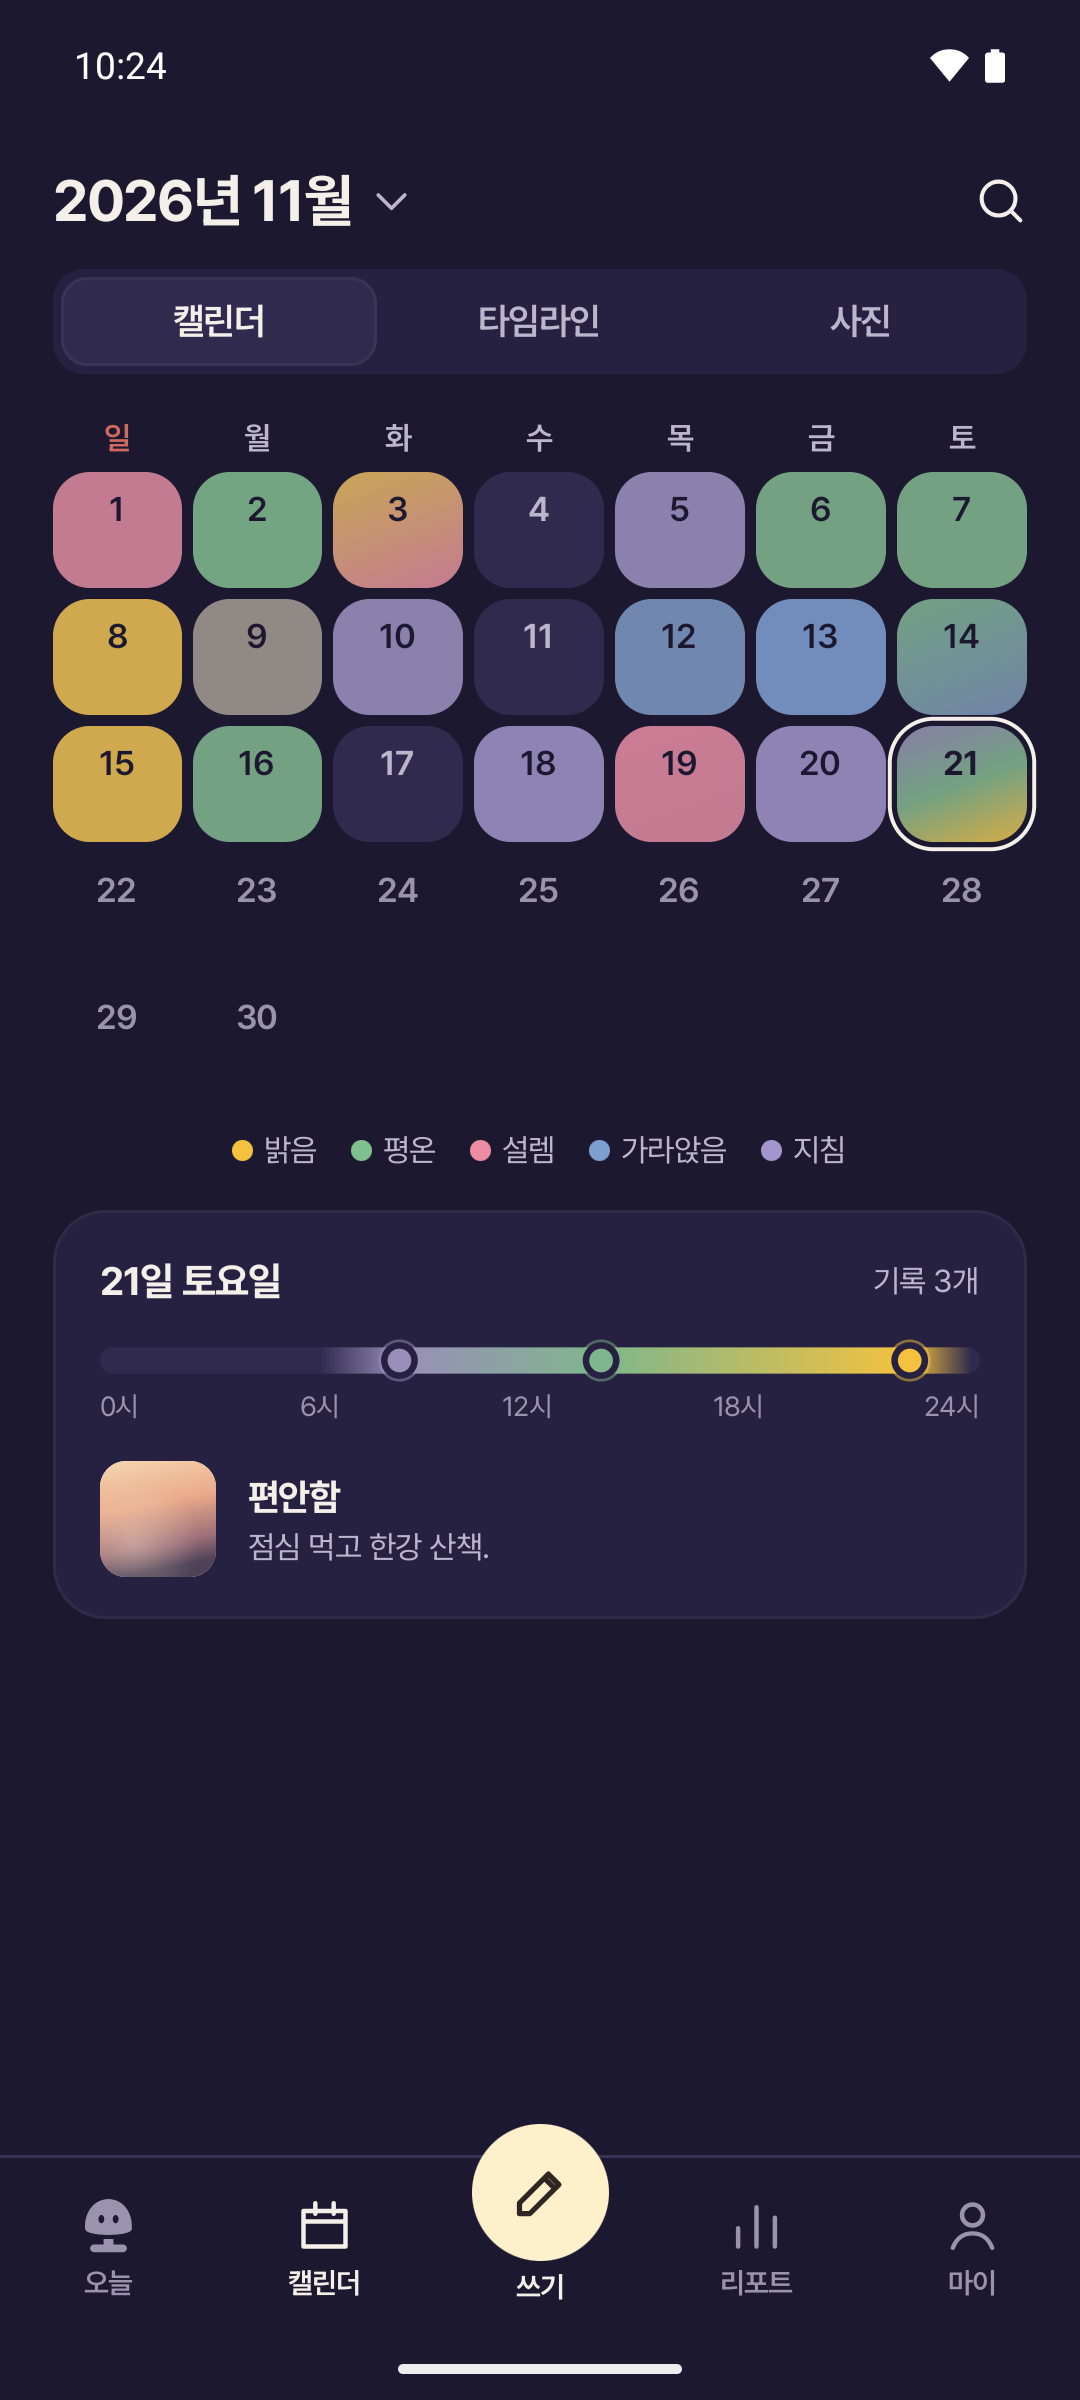 10:24
2026년 11월
캘린더 타임라인 사진
일 월 화 수 목 금 토
1 2 3 4 5 6 7
8 9 10 11 12 13 14
15 16 17 18 19 20 21
22 23 24 25 26 27 28
29 30
밝음 평온 설렘 가라앉음 지침
21일 토요일 기록 3개
0시 6시 12시 18시 24시
편안함
점심 먹고 한강 산책.
오늘 캘린더 쓰기 리포트 마이